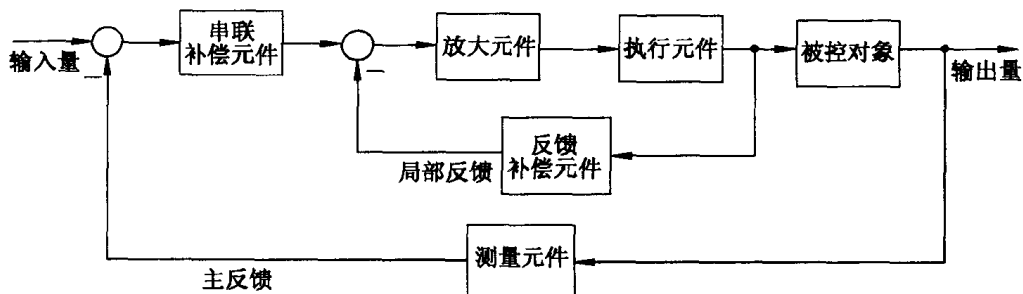 串联
补偿元件
放大元件
执行元件
被控对象
输入量
输出量
反馈
补偿元件
局部反馈
测量元件
主反馈